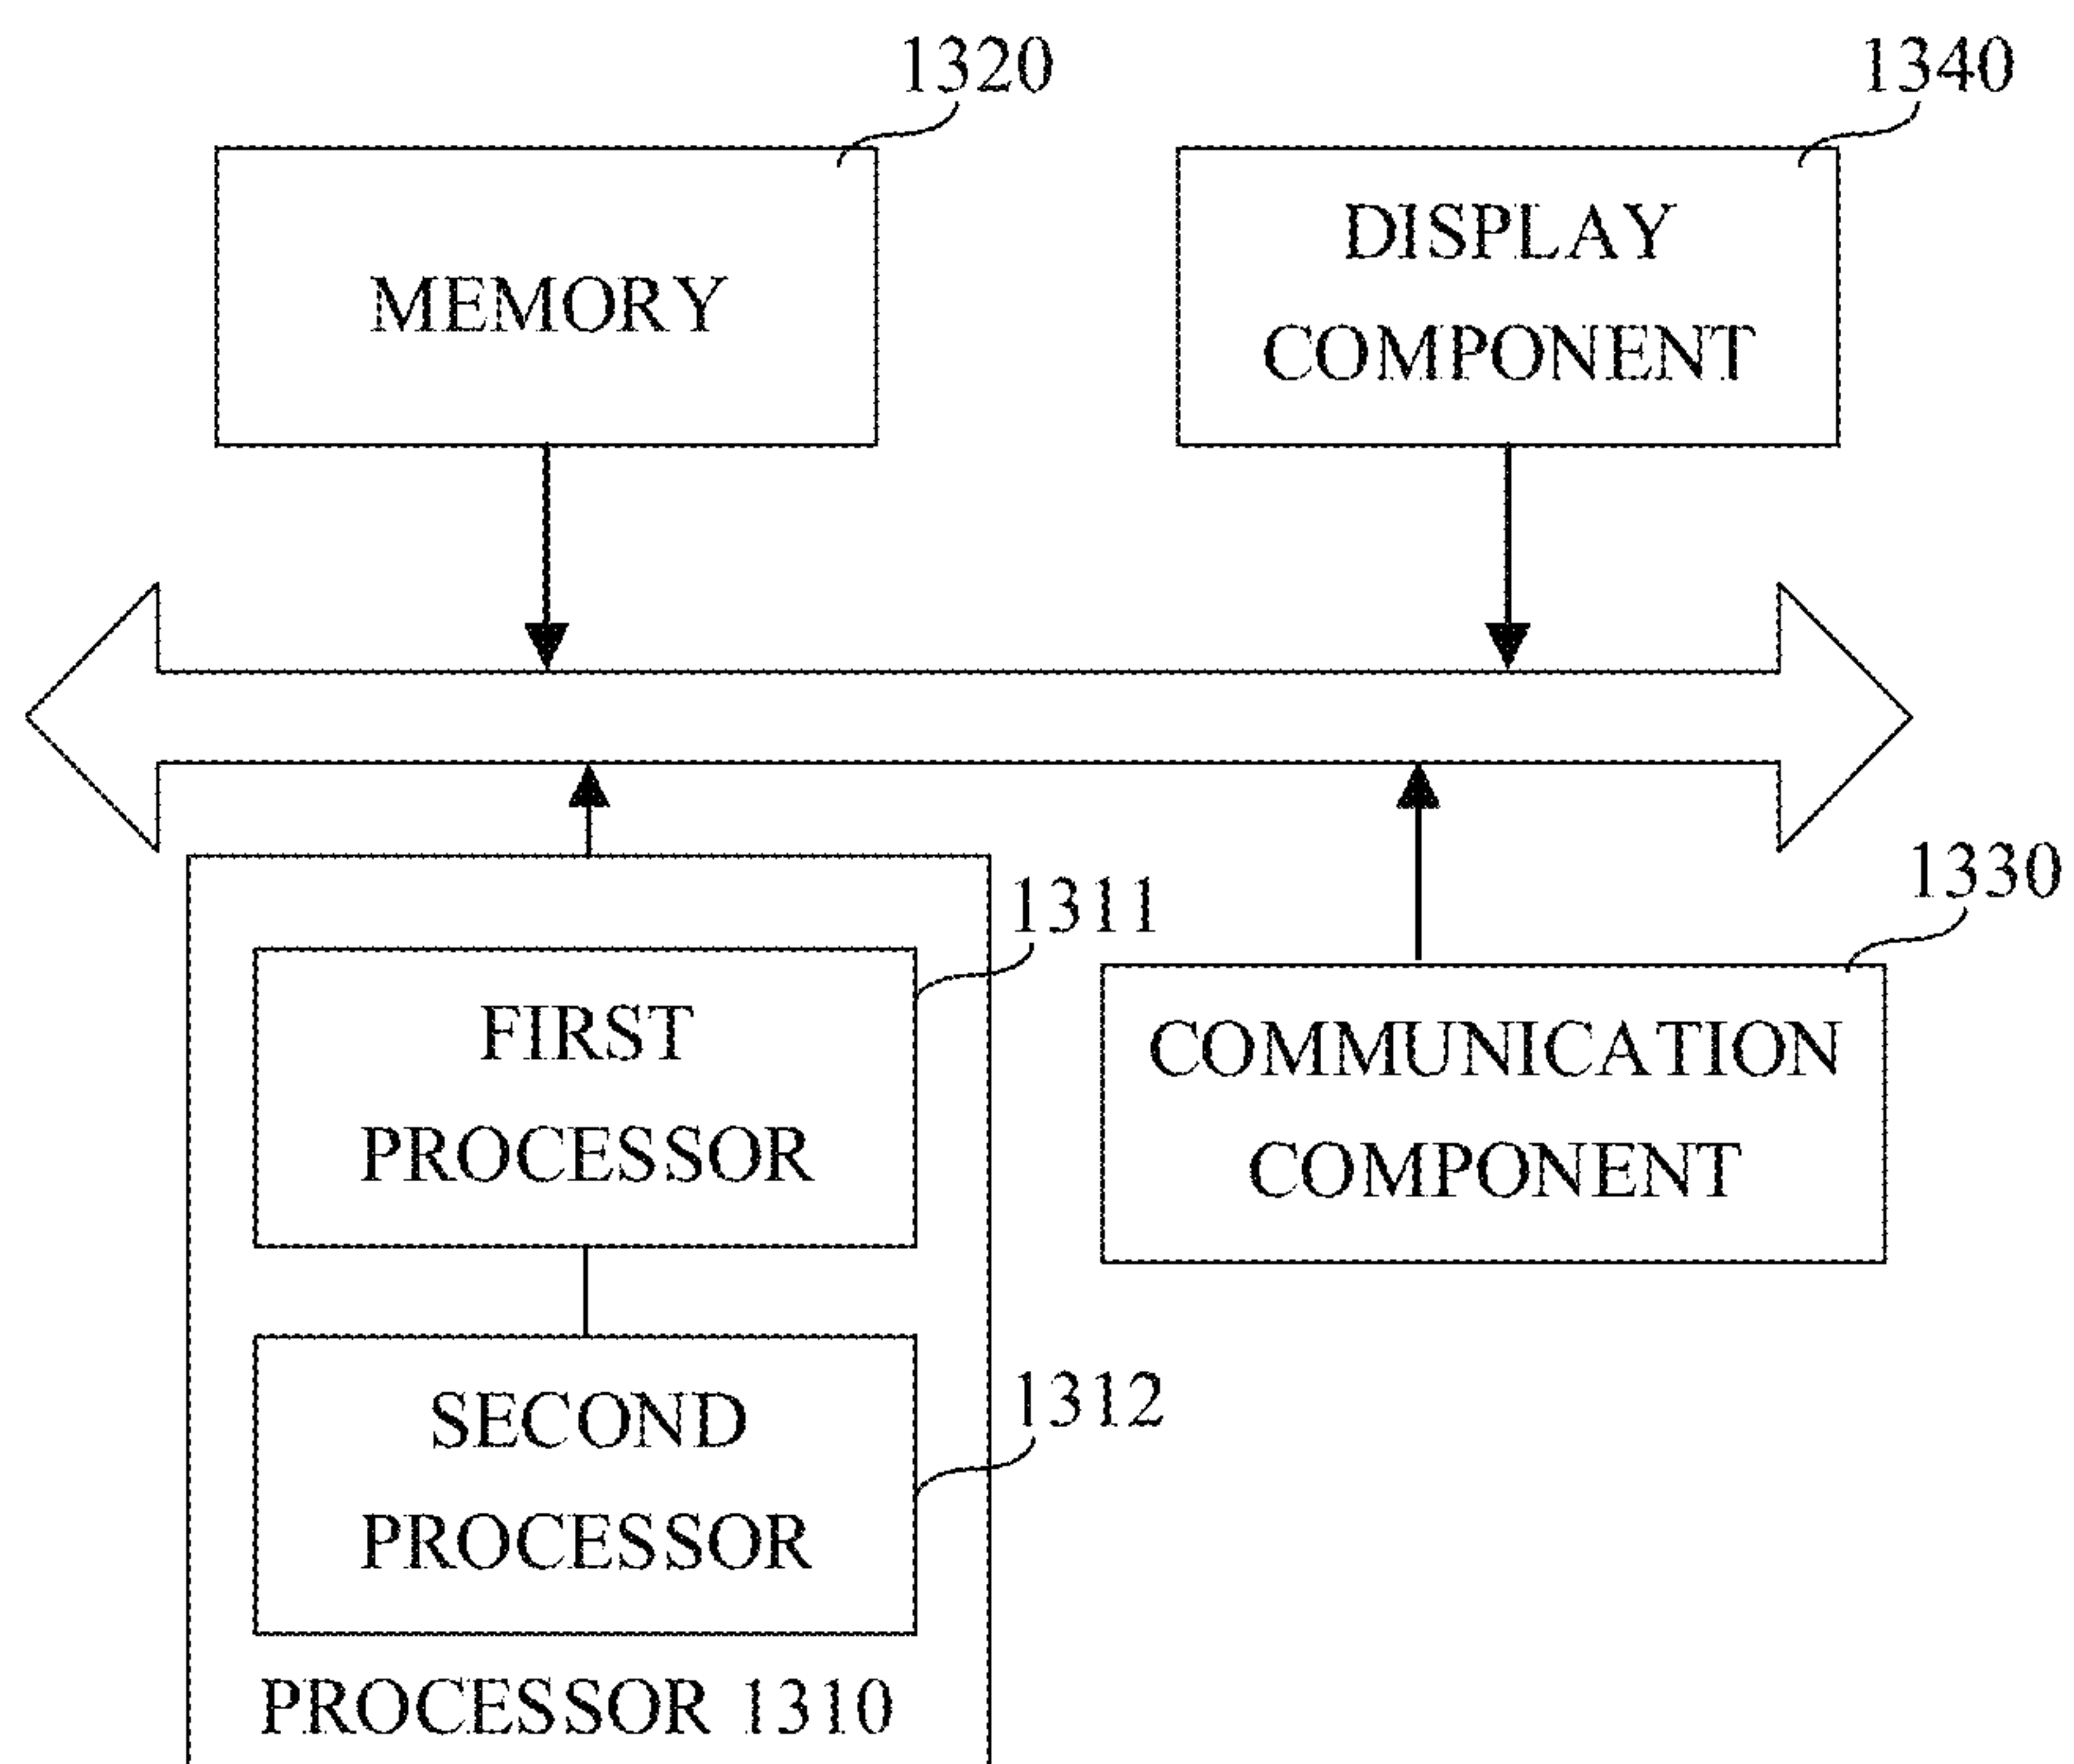 1320
1340
MEMORY
DISPLAY
COMPONENT
1330
1311
FIRST
PROCESSOR
COMMUNICATION
COMPONENT
1312
SECOND
PROCESSOR
PROCESSOR 1310